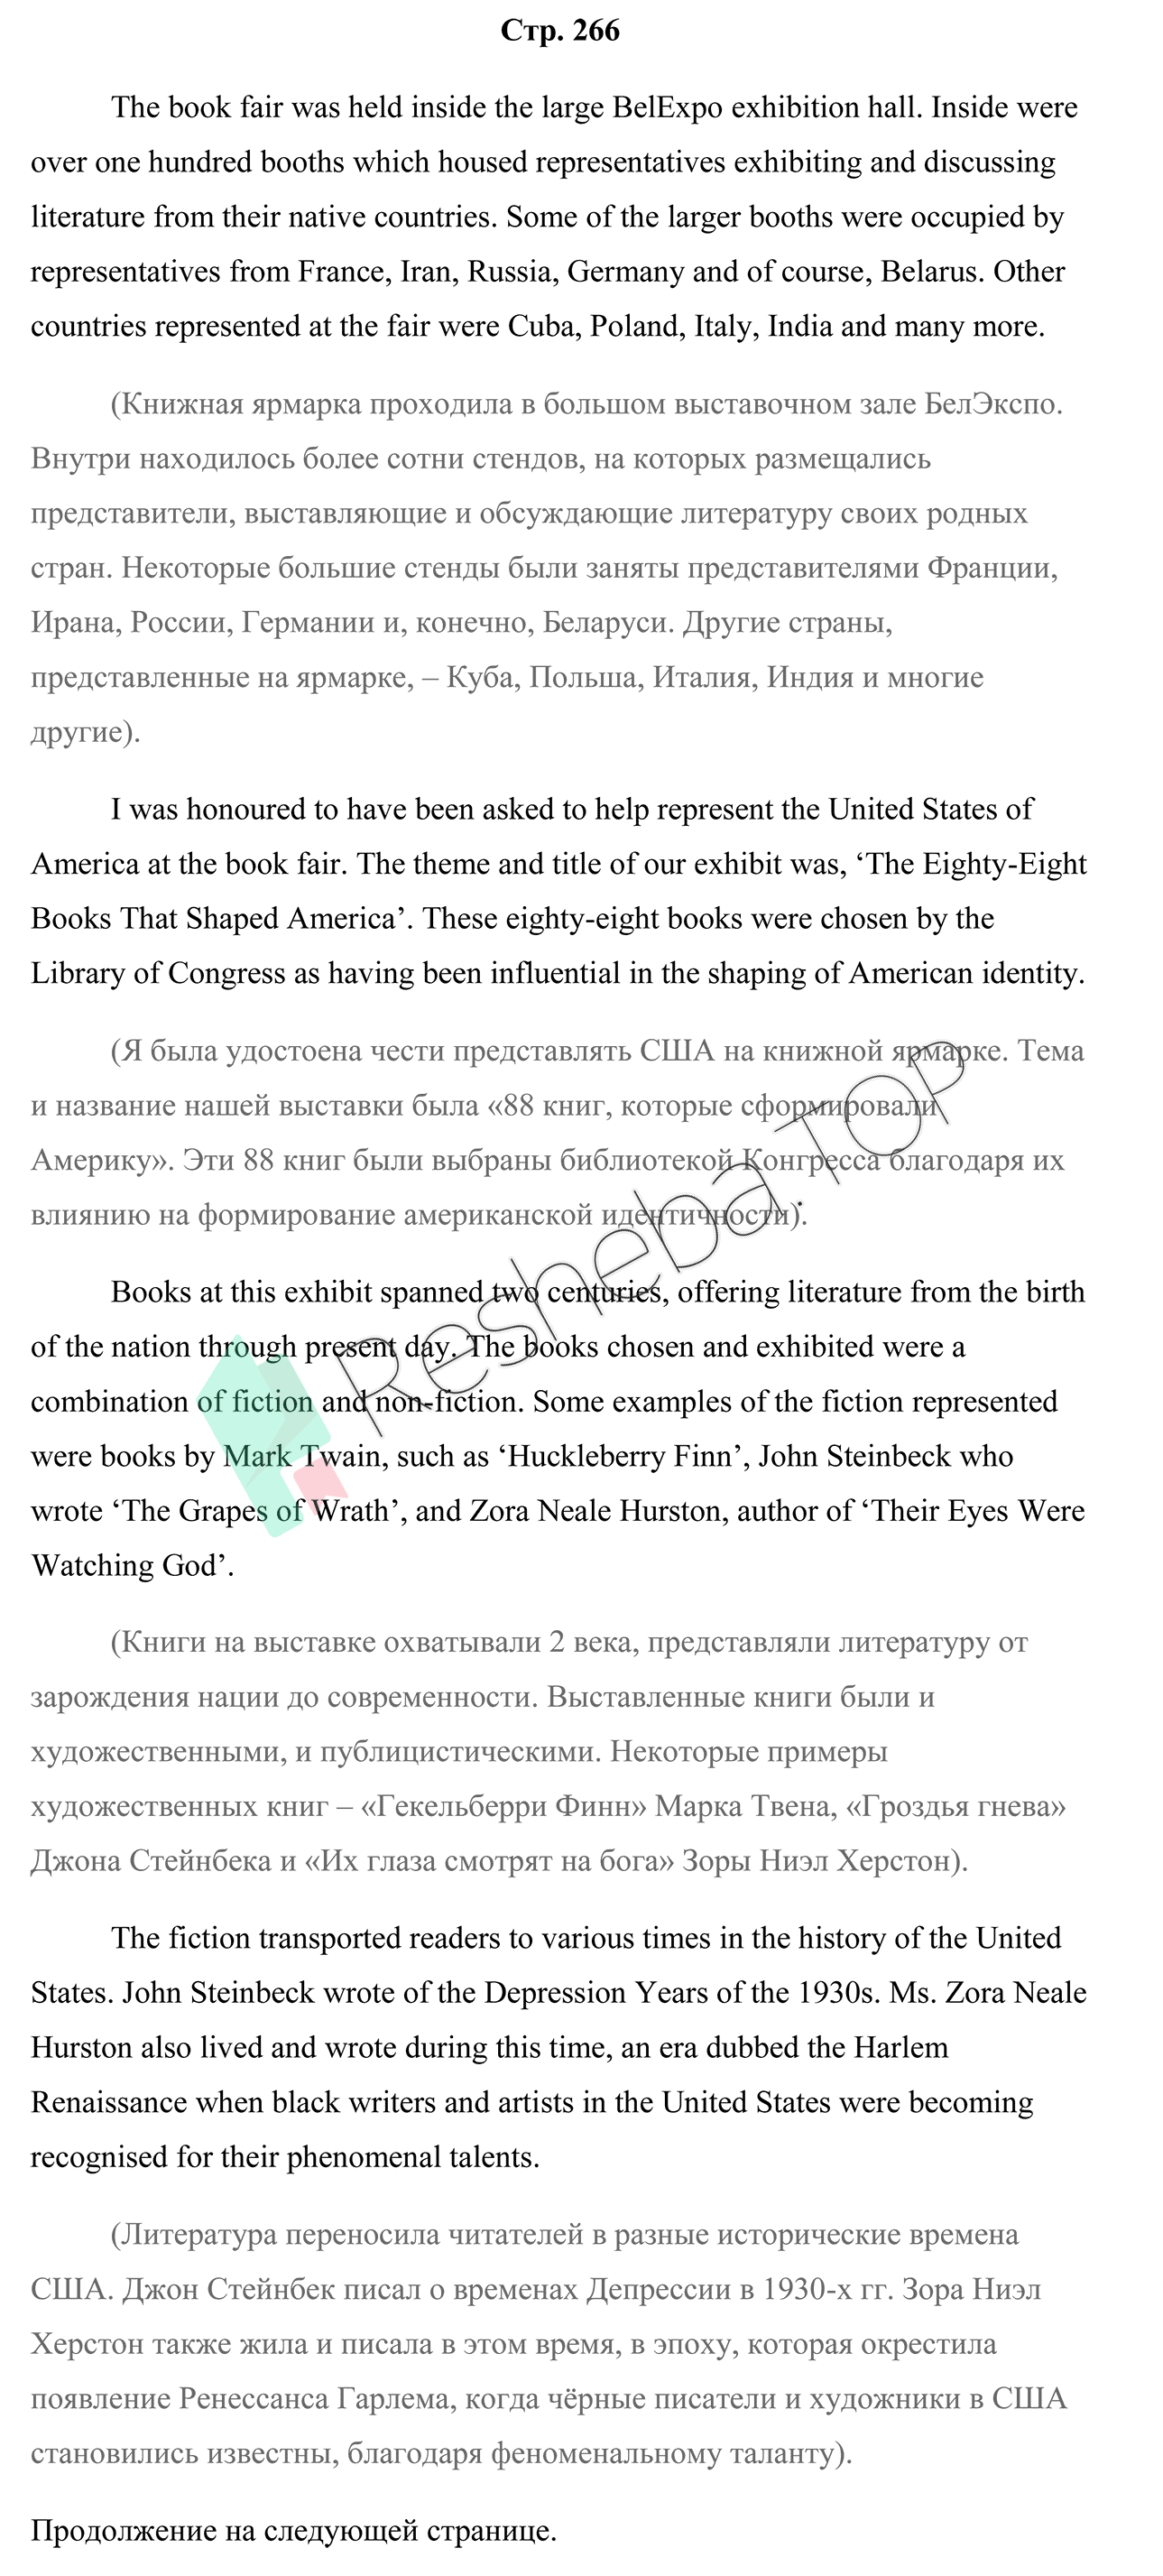 Стр. 266
The book fair was held inside the large BelExpo exhibition hall. Inside were
over one hundred booths which housed representatives exhibiting and discussing
literature from their native countries. Some of the larger booths were occupied by
representatives from France, Iran, Russia, Germany and of course, Belarus. Other
countries represented at the fair were Cuba, Poland, Italy, India and many more.
(Книжная ярмарка проходила в большом выставочном зале БелЭкспо.
Внутри находилось более сотни стендов, на которых размещались
представители, выставляющие и обсуждающие литературу своих родных
стран. Некоторые большие стенды были заняты представителями Франции,
Ирана, России, Германии и, конечно, Беларуси. Другие страны,
представленные на ярмарке, – Куба, Польша, Италия, Индия и многие
другие).
I was honoured to have been asked to help represent the United States of
America at the book fair. The theme and title of our exhibit was, ‘The Eighty-Eight
Books That Shaped America’. These eighty-eight books were chosen by the
Library of Congress as having been influential in the shaping of American identity.
(Я была удостоена чести представлять США на книжной ярмарке. Тема
и название нашей выставки была «88 книг, которые сформировали
Америку». Эти 88 книг были выбраны библиотекой Конгресса благодаря их
влиянию на формирование американской идентичности).
Books at this exhibit spanned two centuries, offering literature from the birth
of the nation through present day. The books chosen and exhibited were a
combination of fiction and non-fiction. Some examples of the fiction represented
were books by Mark Twain, such as ‘Huckleberry Finn’, John Steinbeck who
wrote ‘The Grapes of Wrath’, and Zora Neale Hurston, author of ‘Their Eyes Were
Watching God’.
(Книги на выставке охватывали 2 века, представляли литературу от
зарождения нации до современности. Выставленные книги были и
художественными, и публицистическими. Некоторые примеры
художественных книг – «Гекельберри Финн» Марка Твена, «Гроздья гнева»
Джона Стейнбека и «Их глаза смотрят на бога» Зоры Ниэл Херстон).
The fiction transported readers to various times in the history of the United
States. John Steinbeck wrote of the Depression Years of the 1930s. Ms. Zora Neale
Hurston also lived and wrote during this time, an era dubbed the Harlem
Renaissance when black writers and artists in the United States were becoming
recognised for their phenomenal talents.
(Литература переносила читателей в разные исторические времена
США. Джон Стейнбек писал о временах Депрессии в 1930-х гг. Зора Ниэл
Херстон также жила и писала в этом время, в эпоху, которая окрестила
появление Ренессанса Гарлема, когда чёрные писатели и художники в США
становились известны, благодаря феноменальному таланту).
Продолжение на следующей странице.
Resheba.TOP